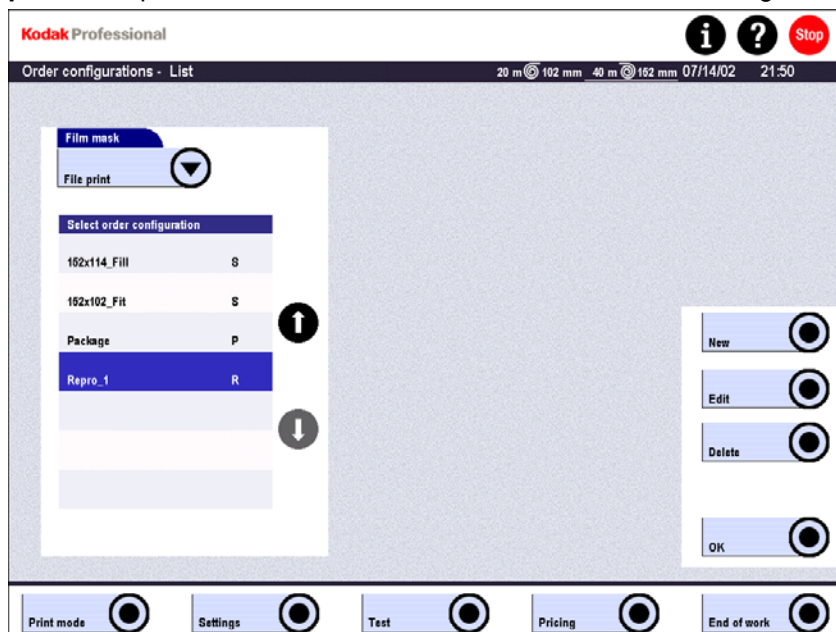 Kodak Professional
i ? Stop
Order configurations - List 20 m 102 mm 40 m 152 mm 07/14/02 21:50
Film mask
File print
Select order configuration
152x114_Fill S
152x102_Fit S
Package P
Repro_1 R
New
Edit
Delete
OK
Print mode Settings Test Pricing End of work